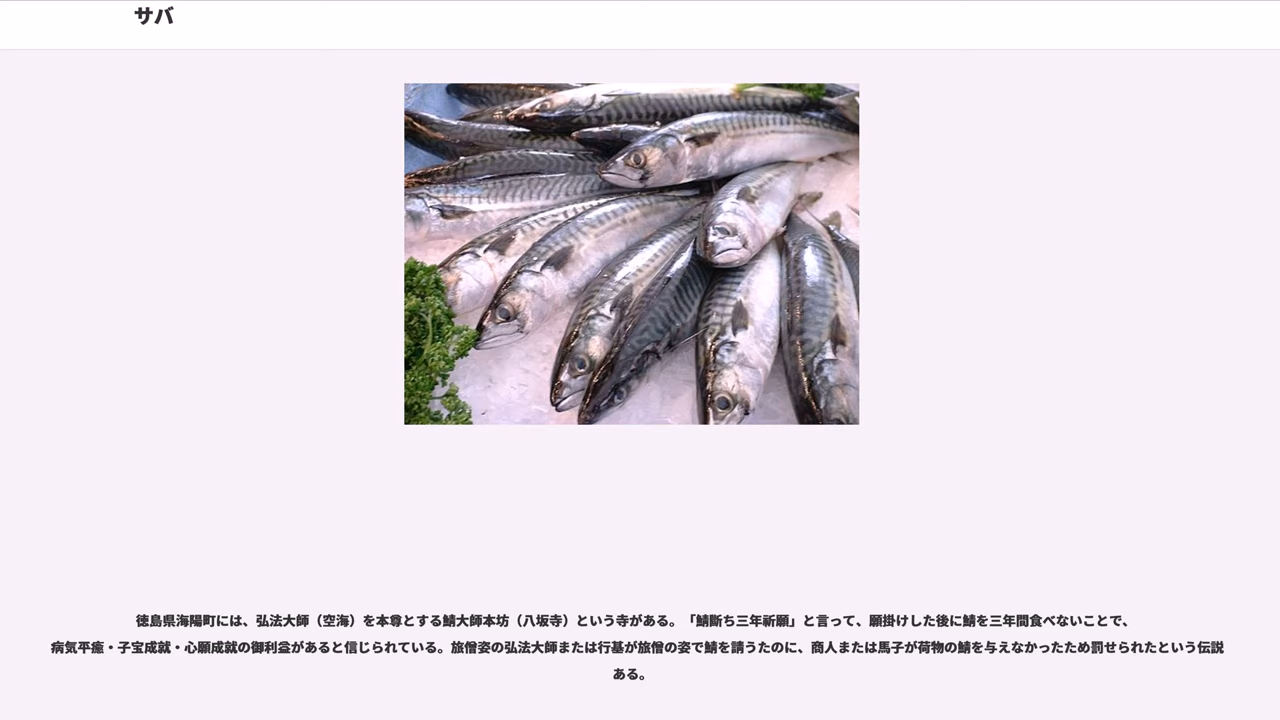 サバ
徳島県海陽町には、弘法大師（空海）を本尊とする鯖大師本坊（八坂寺）という寺がある。「鯖断ち三年祈願」と言って、願掛けした後に鯖を三年間食べないことで、
病気平癒・子宝成就・心願成就の御利益があると信じられている。旅僧姿の弘法大師または行基が旅僧の姿で鯖を請うたのに、商人または馬子が荷物の鯖を与えなかったため罰せられたという伝説
ある。